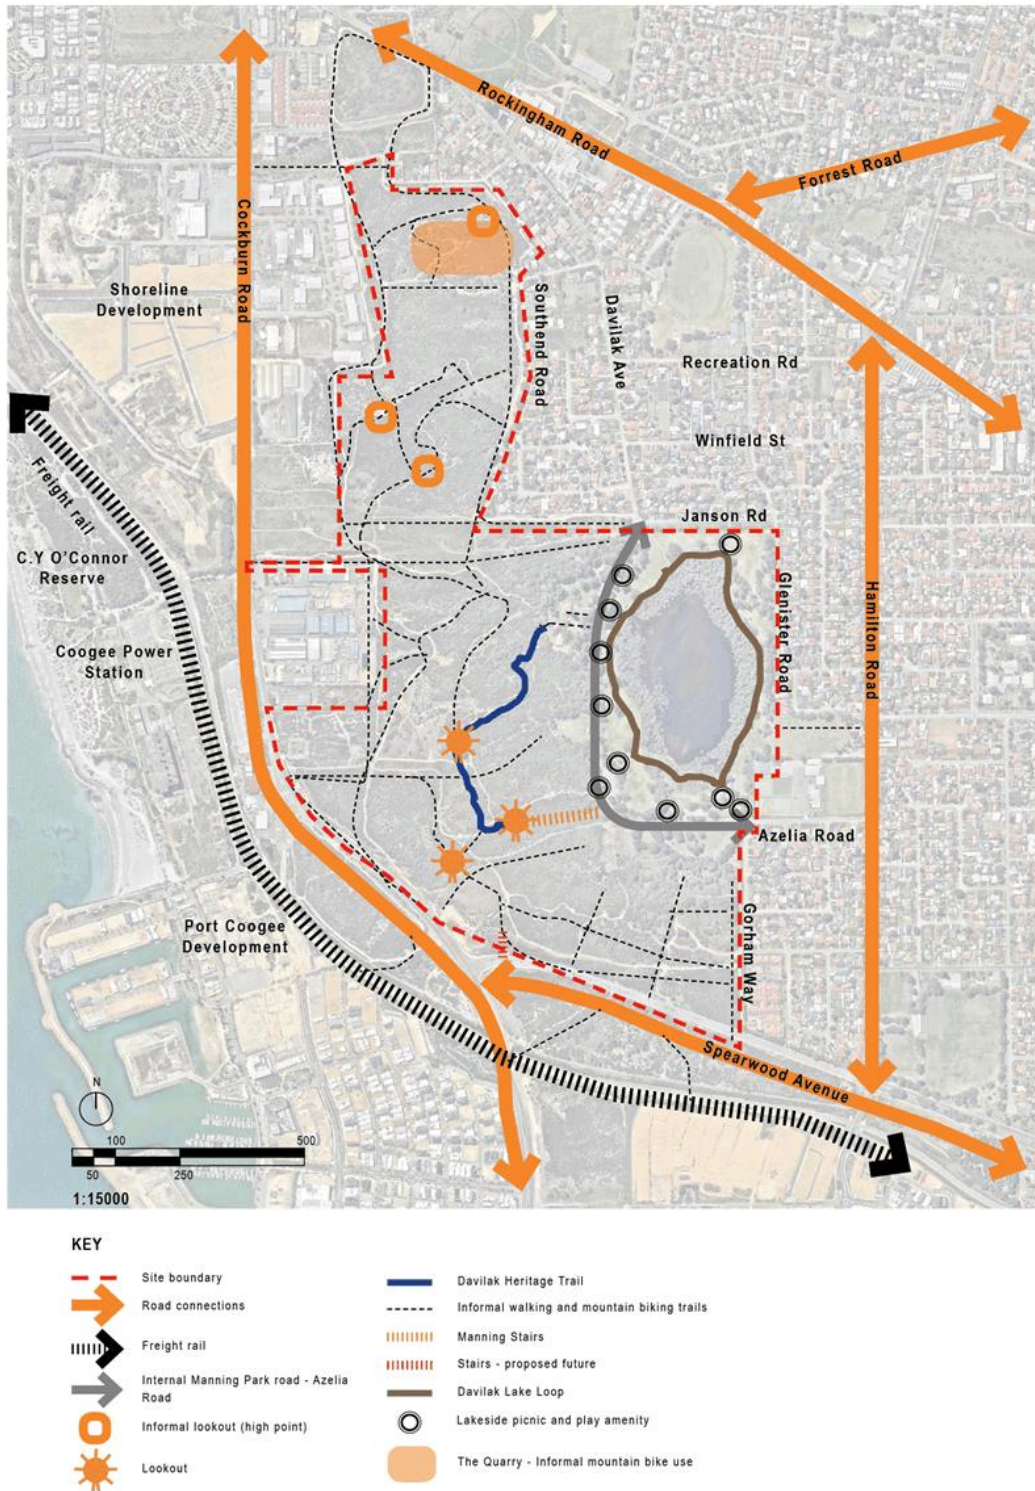 Rockingham Road
Forrest Road
Cockburn Road
Shoreline
Development
Southend Road
Davilak Ave
Recreation Rd
Winfield St
Freight rail
Janson Rd
C.Y O'Connor
Reserve
Glenister Road
Hamilton Road
Coogee Power
Station
Azelia Road
Port Coogee
Development
Gorham Way
Spearwood Avenue
N
100
500
50
250
1:15000
KEY
Site boundary
Road connections
Freight rail
Internal Manning Park road - Azelia
Road
Informal lookout (high point)
Lookout
Davilak Heritage Trail
Informal walking and mountain biking trails
Manning Stairs
Stairs - proposed future
Davilak Lake Loop
Lakeside picnic and play amenity
The Quarry - Informal mountain bike use